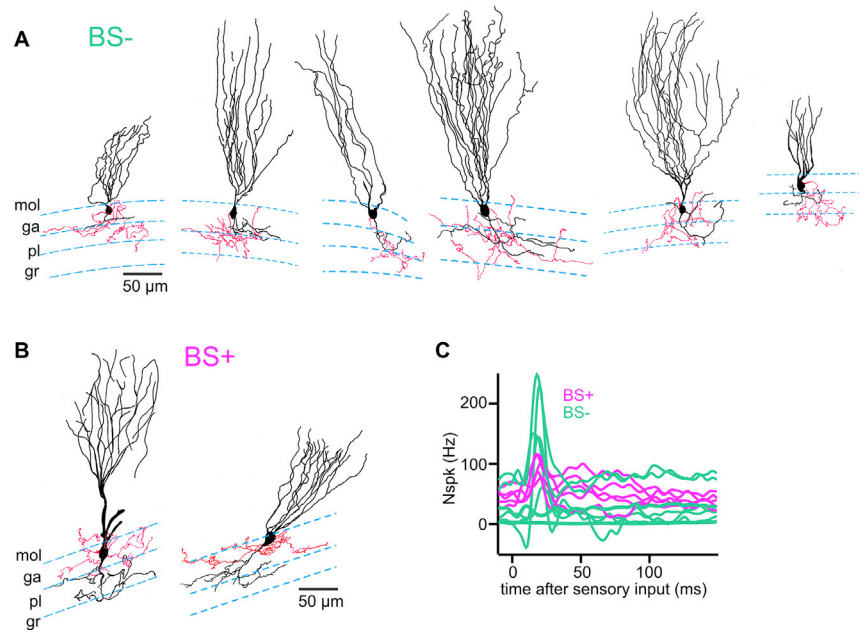 A
BS-
mol
ga
pl
gr
50 µm
B
BS+
mol
ga
pl
gr
50 µm
C
BS+
BS-
200
100
0
Nspk (Hz)
0
50
100
time after sensory input (ms)